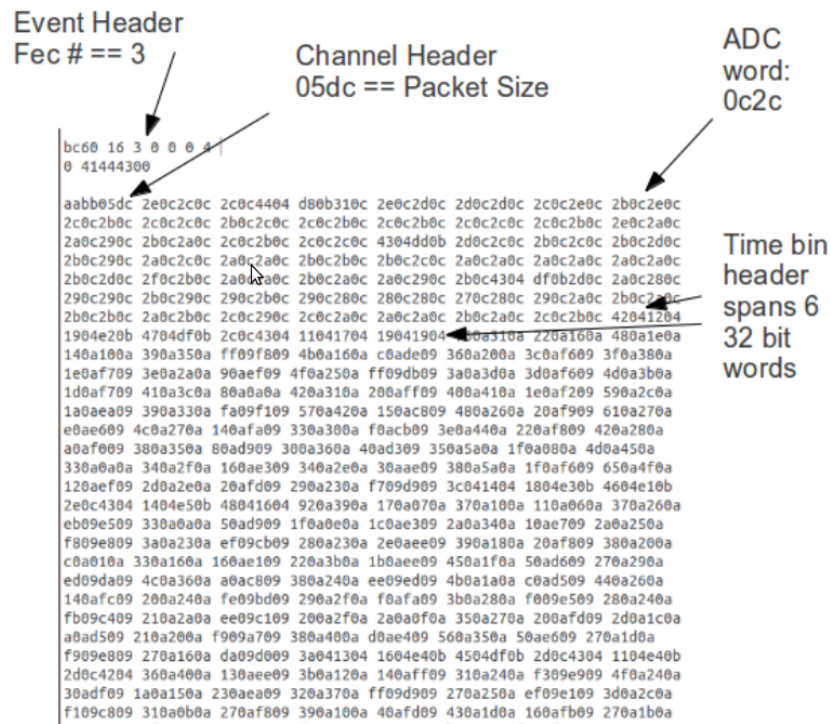 Event Header
Fec # == 3
Channel Header
05dc == Packet Size
ADC
word:
0c2c
bc60 16 3 0 0 0 4
0 41444300
aabb05dc 2e0c2c0c 2c0c4404 d80b310c 2e0c2d0c 2d0c2d0c 2c0c2e0c 2b0c2e0c
2c0c2b0c 2c0c2c0c 2b0c2c0c 2c0c2b0c 2c0c2b0c 2c0c2c0c 2c0c2b0c 2e0c2a0c
2a0c290c 2b0c2a0c 2c0c2b0c 2c0c2c0c 4304dd0b 2d0c2c0c 2b0c2c0c 2b0c2d0c
2b0c290c 2a0c2c0c 2a0c2a0c 2b0c2b0c 2b0c2c0c 2a0c2a0c 2a0c2a0c 2a0c2c0c
2b0c2d0c 2f0c2b0c 2b0c2a0c 2a0c290c 2b0c4304 df0b2d0c 2a0c280c
290c290c 2b0c290c 290c2b0c 290c280c 280c280c 270c280c 290c2a0c
2b0c2b0c 2a0c2b0c 2c0c290c 2c0c2a0c 2a0c2a0c 2b0c2a0c 2c0c2b0c 42041204
1904e20b 4704df0b 2c0c4304 11041704 19041904 220a160a 480a1e0a
140a100a 390a350a ff09f809 4b0a160a c0ade09 360a200a 3c0af609 3f0a380a
1e0af709 3e0a2a0a 90aef09 4f0a250a ff09db09 3a0a3d0a 3d0af609 4d0a3b0a
1d0af709 410a3c0a 80a0a0a 420a310a 200aff09 400a410a 1e0af209 590a2c0a
1a0aea09 390a330a fa09f109 570a420a 150ac809 480a260a 20af909 610a270a
e0ae609 4c0a270a 140afa09 330a300a f0acb09 3e0a440a 220af809 420a280a
a0af009 380a350a 80ad909 300a360a 40ad309 350a5a0a 1f0a080a 4d0a450a
330a0a0a 340a2f0a 160ae309 340a2e0a 30aae09 380a5a0a 1f0af609 650a4f0a
120aef09 2d0a2e0a 20afd09 290a230a f709d909 3c041404 1804e30b 4604e10b
2e0c4304 1404e50b 48041604 920a390a 170a070a 370a100a 110a060a 370a260a
eb09e509 330a0a0a 50ad909 1f0a0e0a 1c0ae309 2a0a340a 10ae709 2a0a250a
f809e809 3a0a230a ef09cb09 280a230a 2e0aee09 390a180a 20af809 380a200a
c0a010a 330a160a 160ae109 220a3b0a 1b0aee09 450a1f0a 50ad609 270a290a
ed09da09 4c0a360a a0ac809 380a240a ee09ed09 4b0a1a0a c0ad509 440a260a
140afc09 200a240a fe09bd09 290a2f0a f0afa09 3b0a280a f009e509 280a240a
fb09c409 210a2a0a ee09c109 200a2f0a 2a0a0f0a 350a270a 200afd09 2d0a1c0a
a0ad509 210a200a f909a709 380a400a d0ae409 560a350a 50ae609 270a1d0a
f909e809 270a160a da09d009 3a041304 1604e40b 4504df0b 2d0c4304 1104e40b
2d0c4204 360a400a 130aee09 3b0a120a 140aff09 310a240a f309e909 4f0a240a
30adf09 1a0a150a 230aea09 320a370a ff09d909 270a250a ef09e109 3d0a2c0a
f109c809 310a0b0a 270af809 390a100a 40afd09 430a1d0a 160afb09 270a1b0a
Time bin
header
spans 6
32 bit
words